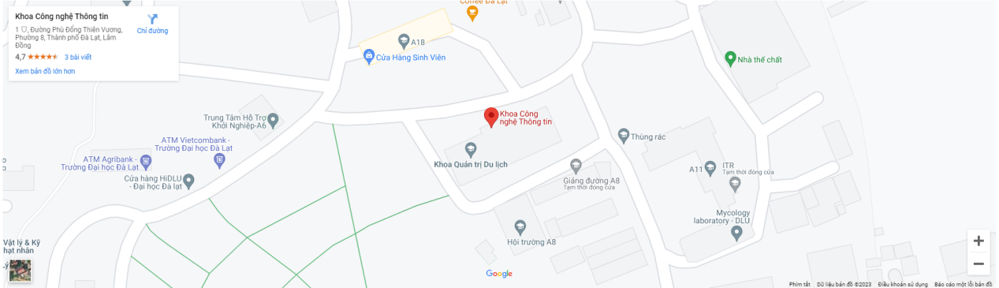 Khoa Công nghệ Thông tin
1 Đường Phù Đổng Thiên Vương,
Phường 8, Thành phố Đà Lạt, Lâm
Đồng
Chỉ đường
4,7
3 bài viết
Xem bản đồ lớn hơn
Coffee Đà Lạt
A18
Cửa Hàng Sinh Viên
Nhà thể chất
Khoa Công
nghệ Thông tin
Trung Tâm Hỗ Trợ
Khởi Nghiệp-A6
ATM Vietcombank -
Trường Đại học Đà Lạt
ATM Agribank -
Trường Đại học Đà Lạt
Cửa hàng HiDLU
- Đại học Đà lạt
Khoa Quản trị Du lịch
Thùng rác
Giảng đường A8
Tạm thời đóng cửa
A11
ITR
Tạm thời đóng cửa
Mycology
laboratory - DLU
Hội trường A8
Vật lý & Kỹ
hạt nhân
Google
Phím tắt
Dữ liệu bản đồ ©2023
Điều khoản sử dụng
Báo cáo một lỗi bản đồ